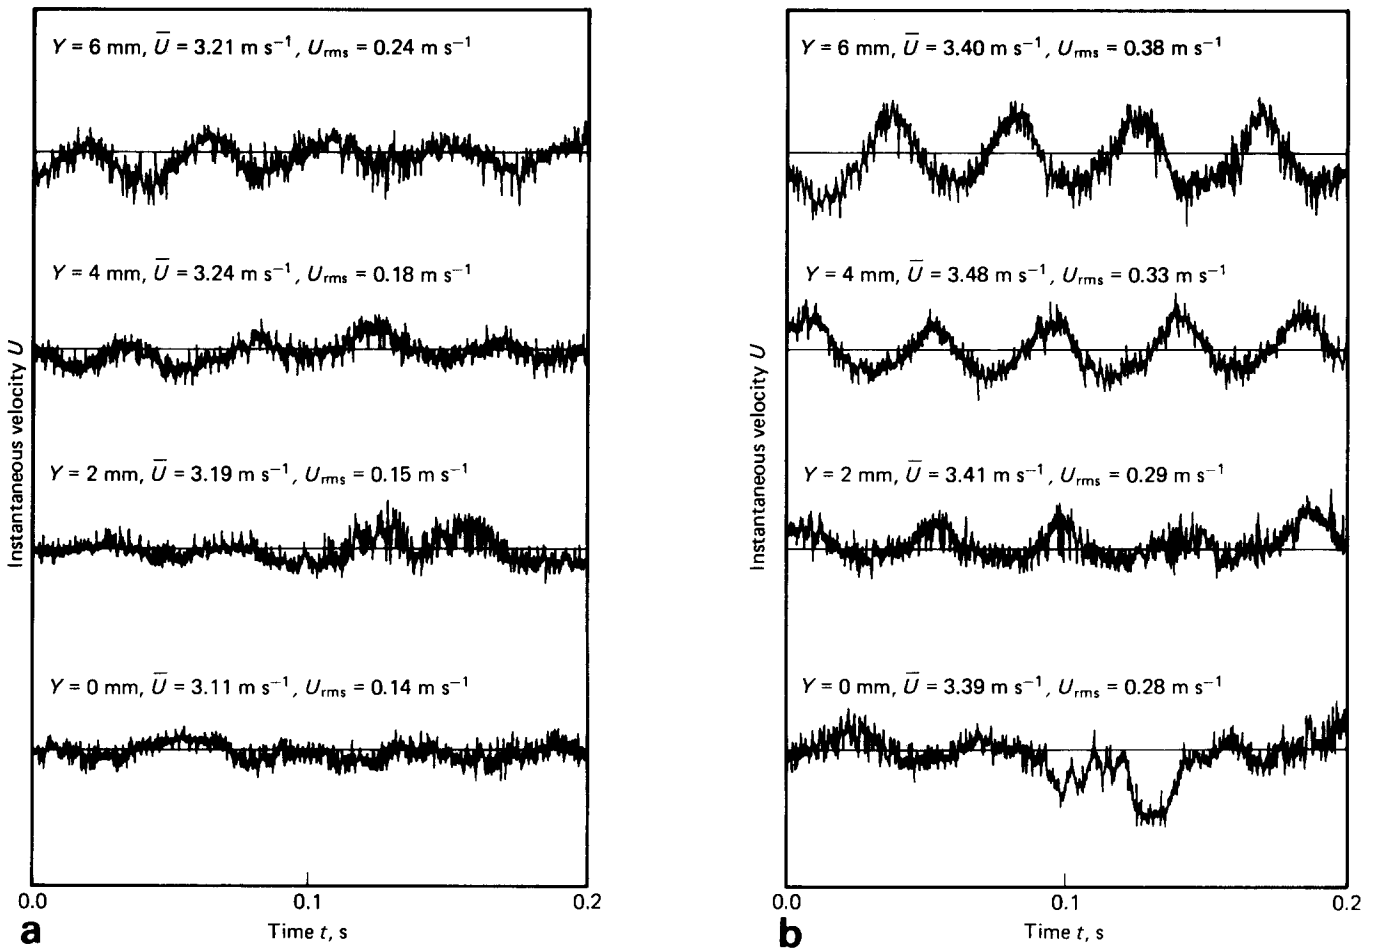 Y = 6 mm, U̅ = 3.21 m s⁻¹, Uᵣₘₛ = 0.24 m s⁻¹
Y = 4 mm, U̅ = 3.24 m s⁻¹, Uᵣₘₛ = 0.18 m s⁻¹
Y = 2 mm, U̅ = 3.19 m s⁻¹, Uᵣₘₛ = 0.15 m s⁻¹
Y = 0 mm, U̅ = 3.11 m s⁻¹, Uᵣₘₛ = 0.14 m s⁻¹
Instantaneous velocity U
0.0 0.1 0.2
Time t, s
a
Y = 6 mm, U̅ = 3.40 m s⁻¹, Uᵣₘₛ = 0.38 m s⁻¹
Y = 4 mm, U̅ = 3.48 m s⁻¹, Uᵣₘₛ = 0.33 m s⁻¹
Y = 2 mm, U̅ = 3.41 m s⁻¹, Uᵣₘₛ = 0.29 m s⁻¹
Y = 0 mm, U̅ = 3.39 m s⁻¹, Uᵣₘₛ = 0.28 m s⁻¹
Instantaneous velocity U
0.0 0.1 0.2
Time t, s
b